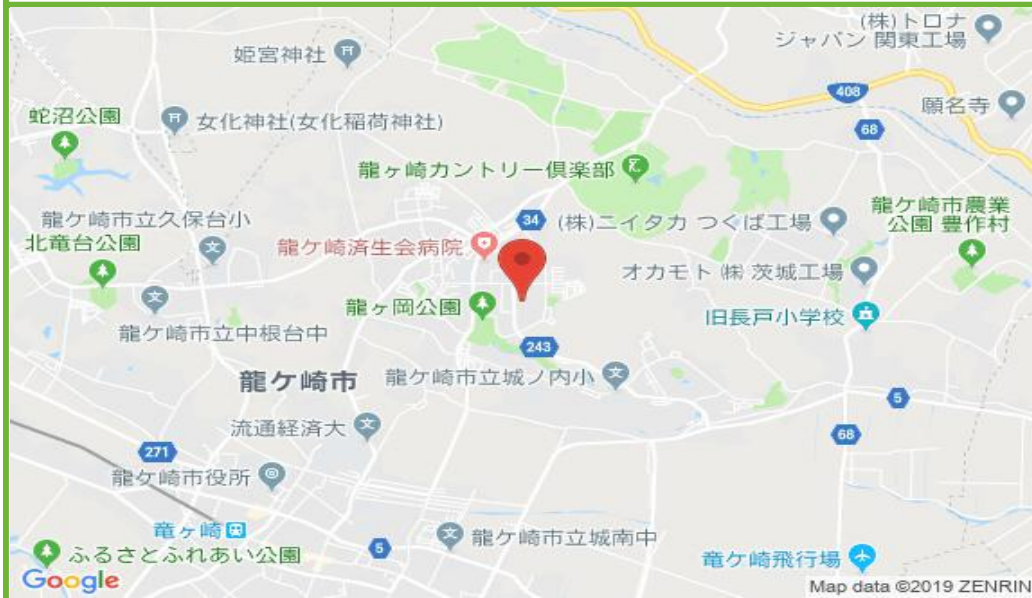 (株)トロナ
ジャパン 関東工場
姫宮神社
408
願名寺
蛇沼公園
女化神社(女化稲荷神社)
68
龍ヶ崎カントリー倶楽部
龍ケ崎市立久保台小
34
(株)ニイタカ つくば工場
龍ケ崎市農業
公園 豊作村
北竜台公園
龍ケ崎済生会病院
オカモト ㈱ 茨城工場
龍ヶ岡公園
旧長戸小学校
龍ケ崎市立中根台中
243
龍ケ崎市
龍ケ崎市立城ノ内小
5
流通経済大
68
271
龍ケ崎市役所
竜ヶ崎
龍ケ崎市立城南中
5
ふるさとふれあい公園
竜ケ崎飛行場
Google
Map data ©2019 ZENRIN